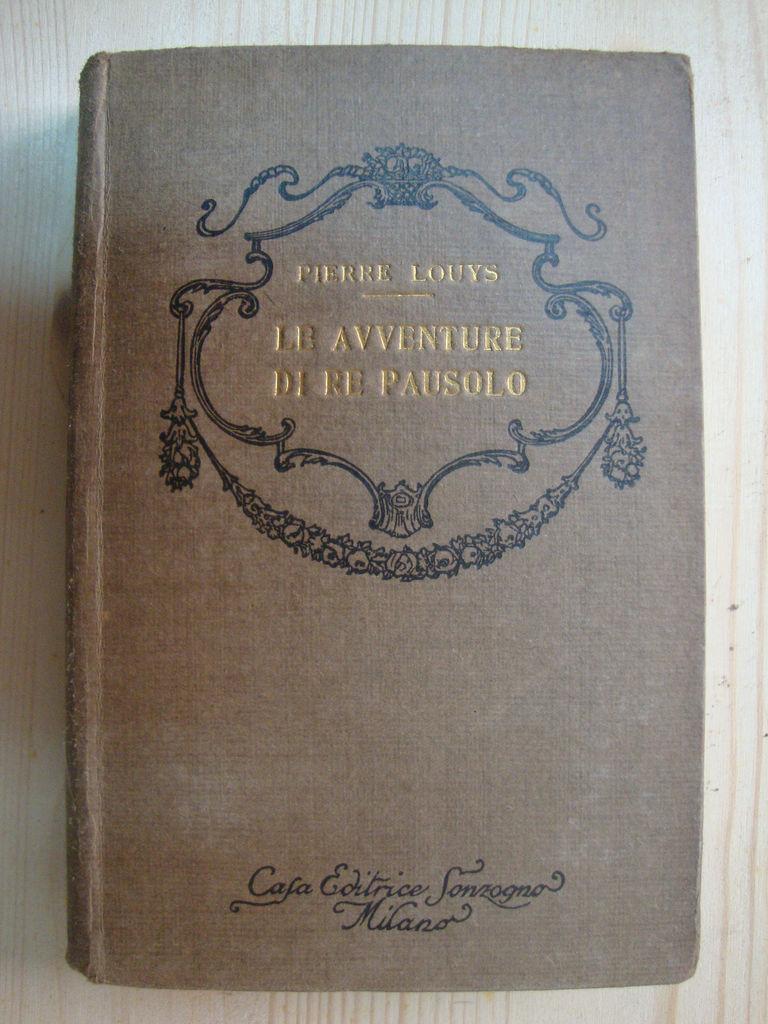 PIERRE LOUYS
LE AVVENTURE
DI RE PAUSOLO
Casa Editrice Sonzogno
Milano